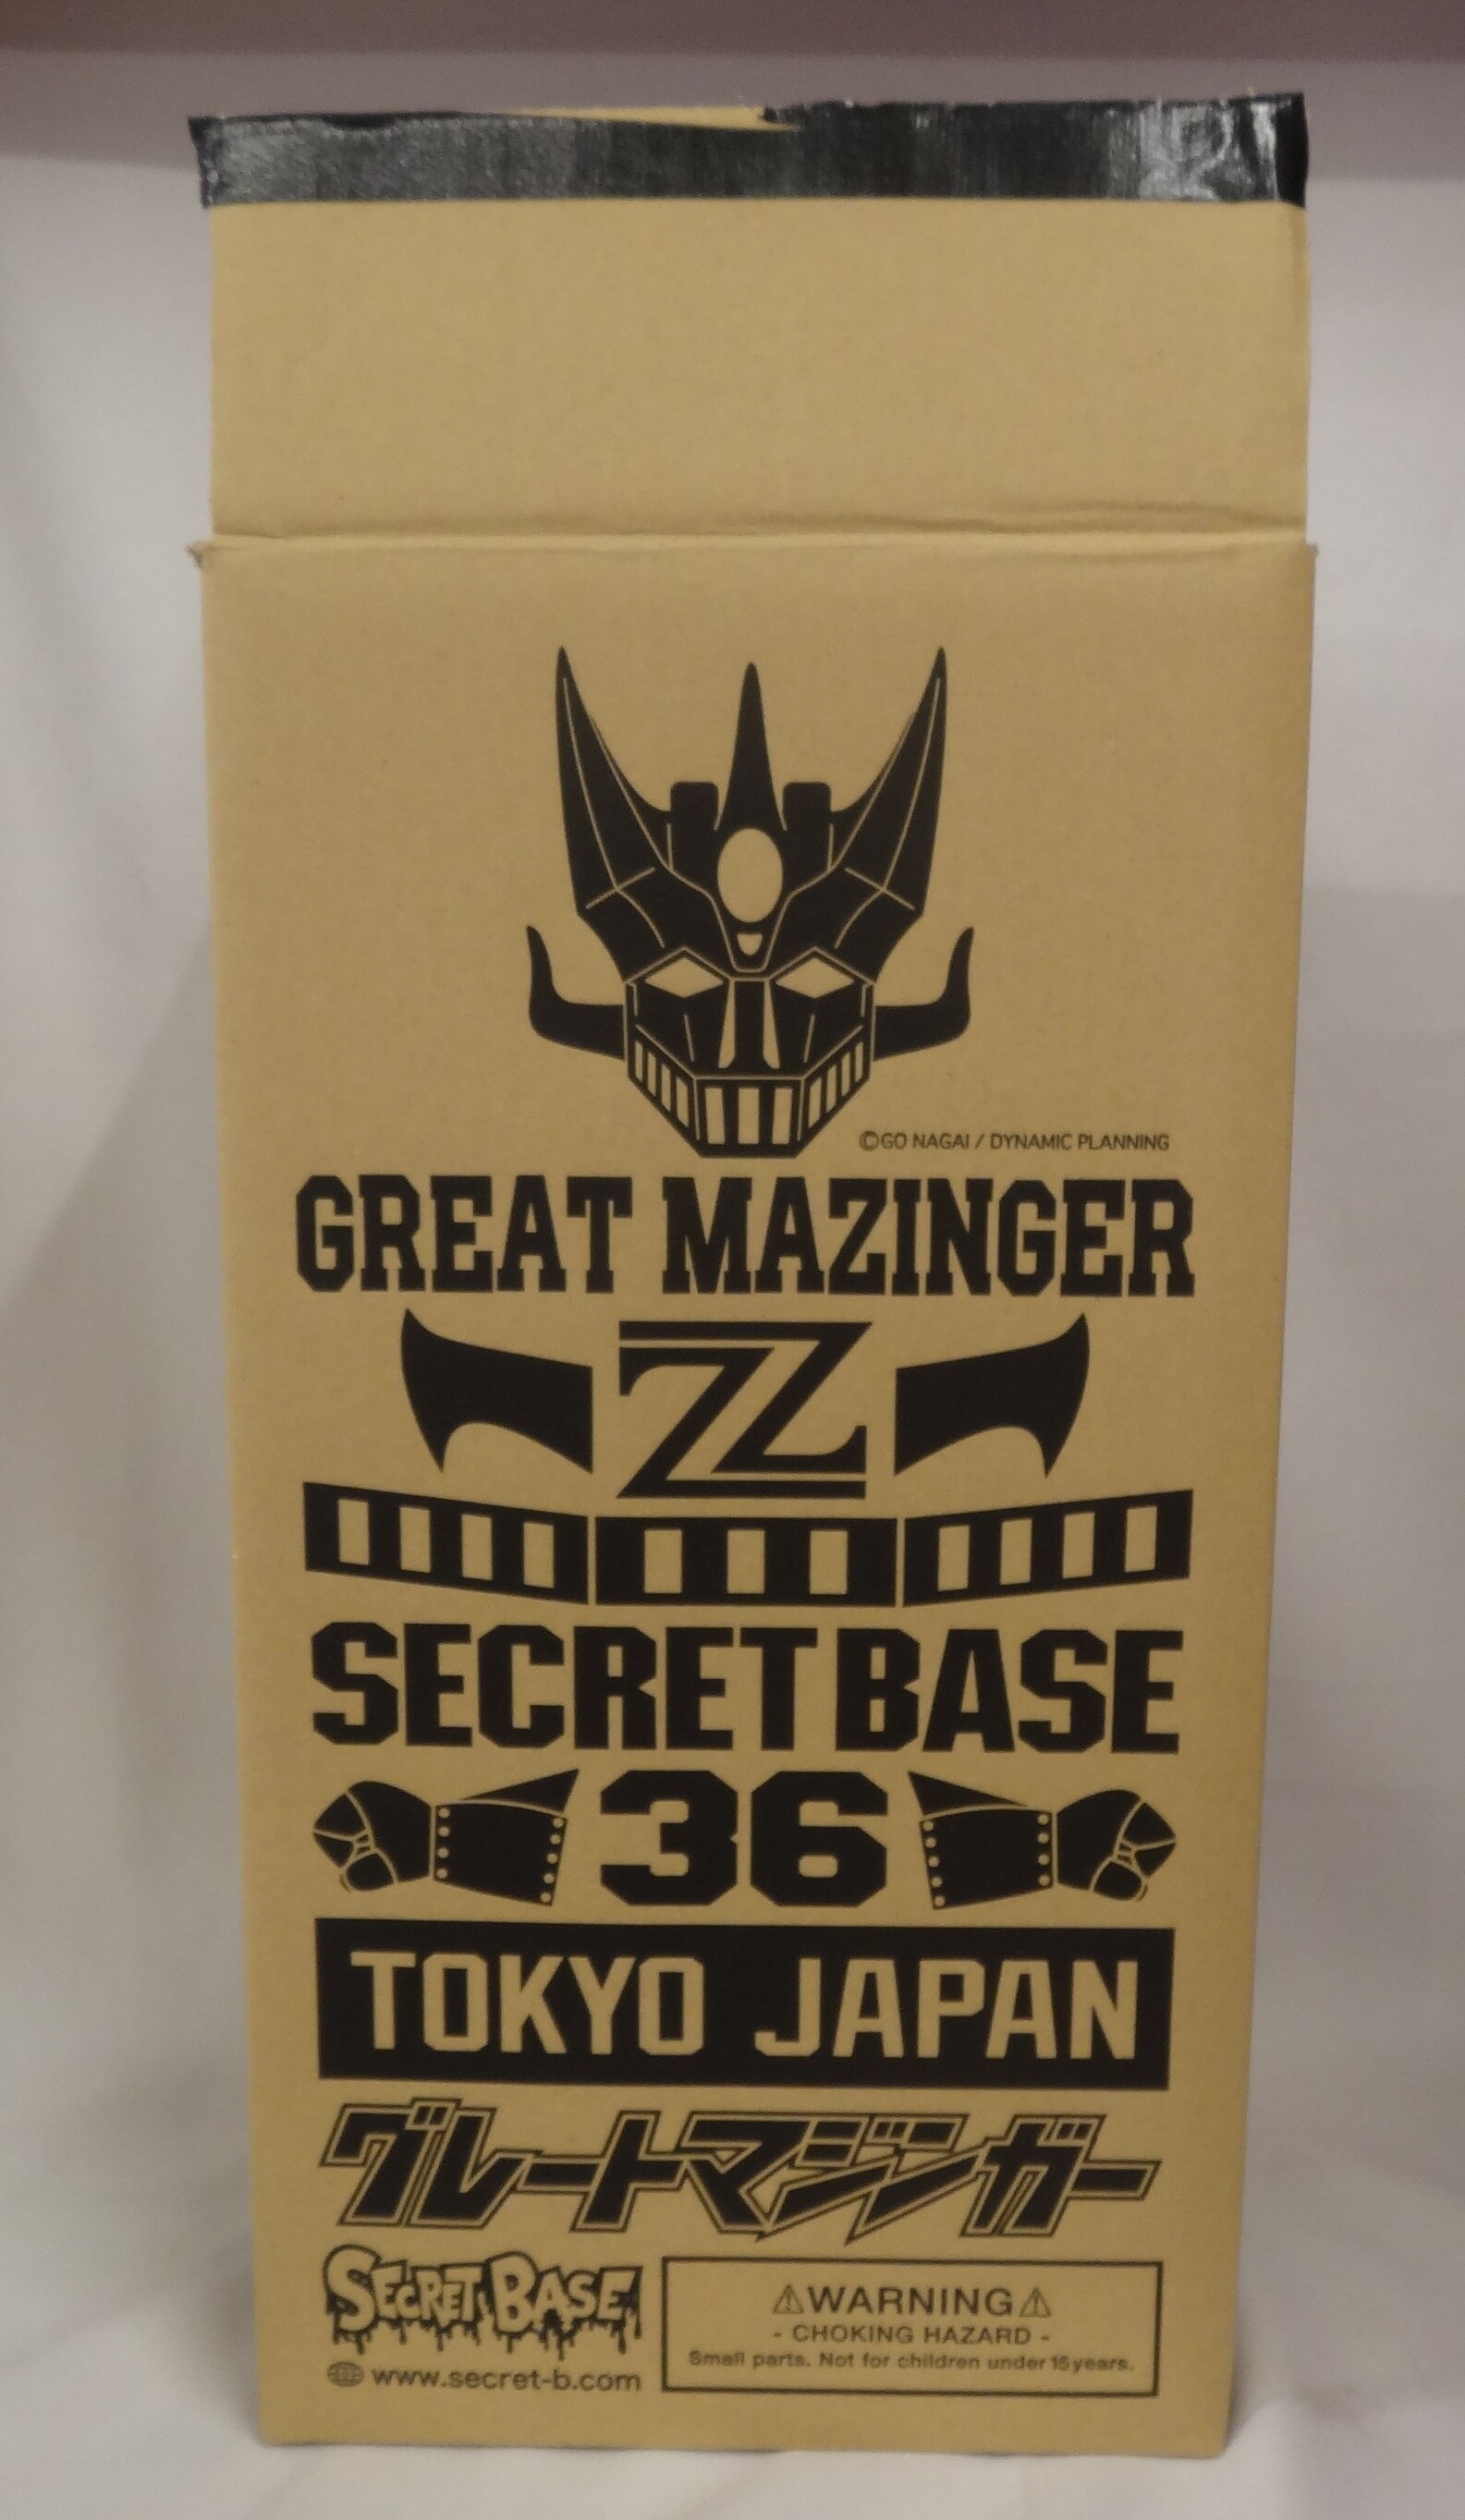 ©GO NAGAI / DYNAMIC PLANNING
GREAT MAZINGER
Z
SECRET BASE
36
TOKYO JAPAN
グレートマジンガー
SECRET BASE
www.secret-b.com
⚠WARNING⚠
- CHOKING HAZARD -
Small parts. Not for children under 15 years.